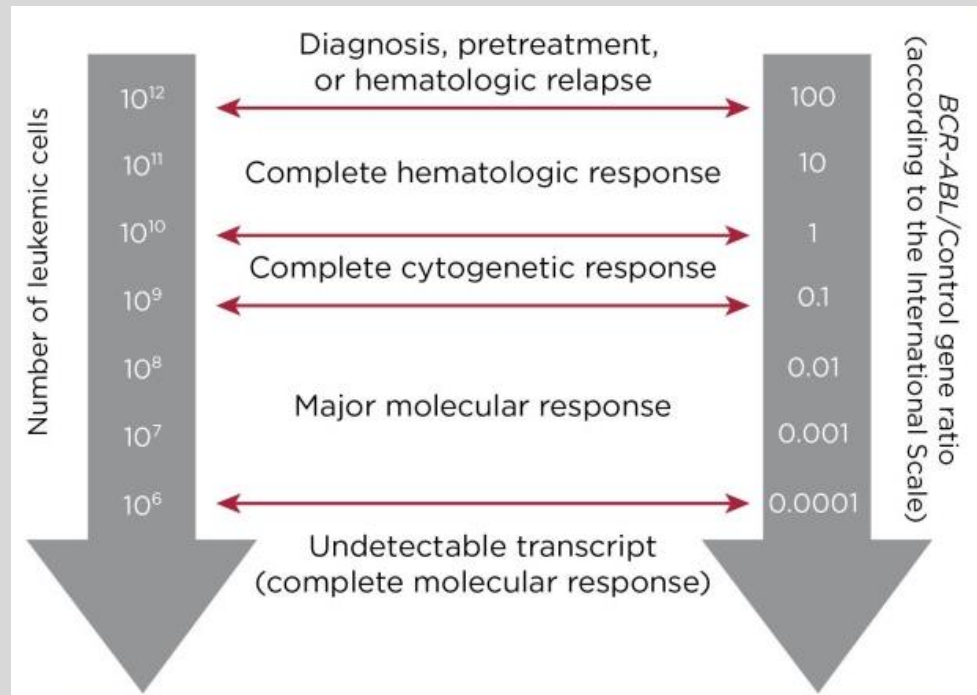 Diagnosis, pretreatment,
or hematologic relapse
Number of leukemic cells
10¹²
10¹¹
10¹⁰
10⁹
10⁸
10⁷
10⁶
Complete hematologic response
Complete cytogenetic response
Major molecular response
Undetectable transcript
(complete molecular response)
100
10
1
0.1
0.01
0.001
0.0001
BCR-ABL/Control gene ratio
(according to the International Scale)